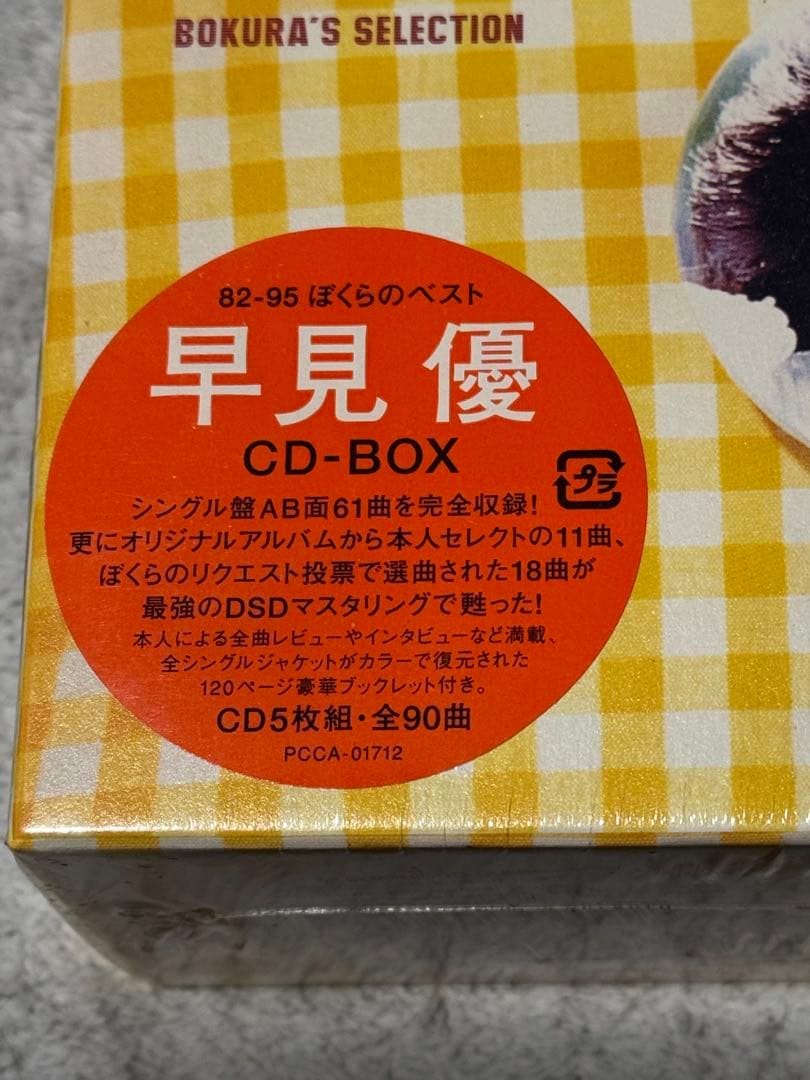 BOKURA'S SELECTION
82-95 ぼくらのベスト
早見 優
CD-BOX
プラ
シングル盤AB面61曲を完全収録!
更にオリジナルアルバムから本人セレクトの11曲、
ぼくらのリクエスト投票で選曲された18曲が
最強のDSDマスタリングで甦った!
本人による全曲レビューやインタビューなど満載、
全シングルジャケットがカラーで復元された
120ページ豪華ブックレット付き。
CD5枚組・全90曲
PCCA-01712